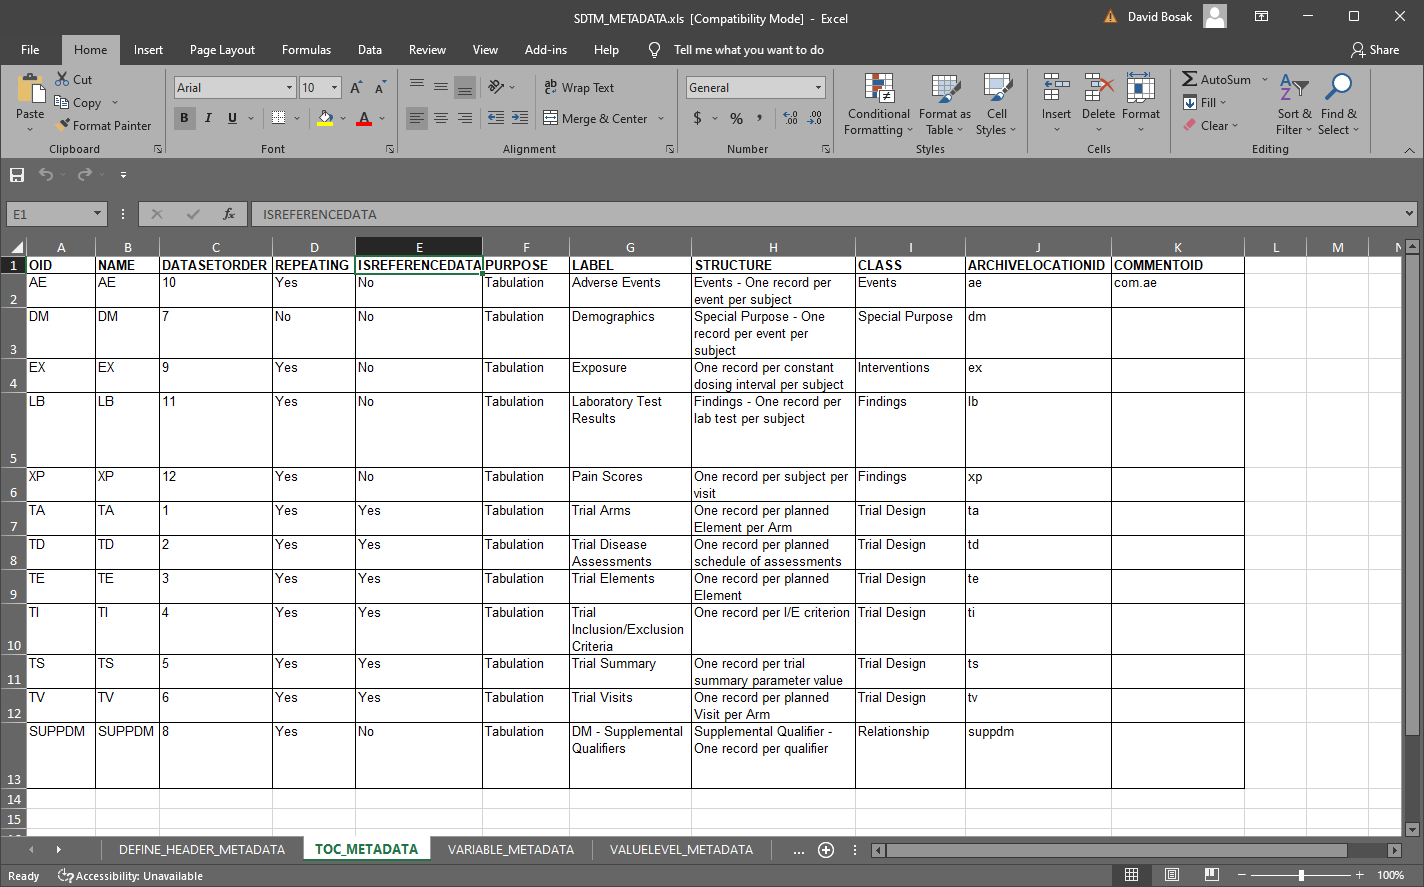 SDTM_METADATA.xls [Compatibility Mode] - Excel
David Bosak
File Home Insert Page Layout Formulas Data Review View Add-ins Help Tell me what you want to do Share
Paste
Cut
Copy
Format Painter
Clipboard
Arial 10
B I U
Font
Wrap Text
Merge & Center
Alignment
General
$ % ,
Number
Conditional Formatting
Format as Table
Cell Styles
Styles
Insert Delete Format
Cells
AutoSum
Fill
Clear
Sort & Filter
Find & Select
Editing
E1 fx ISREFERENCEDATA
A B C D E F G H I J K L M N
1 OID NAME DATASETORDER REPEATING ISREFERENCEDATA PURPOSE LABEL STRUCTURE CLASS ARCHIVELOCATIONID COMMENTOID
2 AE AE 10 Yes No Tabulation Adverse Events Events - One record per event per subject Events ae com.ae
3 DM DM 7 No No Tabulation Demographics Special Purpose - One record per event per subject Special Purpose dm
4 EX EX 9 Yes No Tabulation Exposure One record per constant dosing interval per subject Interventions ex
5 LB LB 11 Yes No Tabulation Laboratory Test Results Findings - One record per lab test per subject Findings lb
6 XP XP 12 Yes No Tabulation Pain Scores One record per subject per visit Findings xp
7 TA TA 1 Yes Yes Tabulation Trial Arms One record per planned Element per Arm Trial Design ta
8 TD TD 2 Yes Yes Tabulation Trial Disease Assessments One record per planned schedule of assessments Trial Design td
9 TE TE 3 Yes Yes Tabulation Trial Elements One record per planned Element Trial Design te
10 TI TI 4 Yes Yes Tabulation Trial Inclusion/Exclusion Criteria One record per I/E criterion Trial Design ti
11 TS TS 5 Yes Yes Tabulation Trial Summary One record per trial summary parameter value Trial Design ts
12 TV TV 6 Yes Yes Tabulation Trial Visits One record per planned Visit per Arm Trial Design tv
13 SUPPDM SUPPDM 8 Yes No Tabulation DM - Supplemental Qualifiers Supplemental Qualifier - One record per qualifier Relationship suppdm
14
15
DEFINE_HEADER_METADATA TOC_METADATA VARIABLE_METADATA VALUELEVEL_METADATA ...
Ready Accessibility: Unavailable 100%